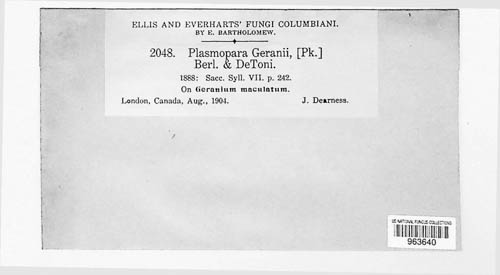 ELLIS AND EVERHARTS' FUNGI COLUMBIANI.
BY E. BARTHOLOMEW.
2048. Plasmopara Geranii, [Pk.]
Berl. & DeToni.
1888: Sacc. Syll. VII. p. 242.
On Geranium maculatum.
London, Canada, Aug., 1904. J. Dearness.
US NATIONAL FUNGUS COLLECTIONS
963640